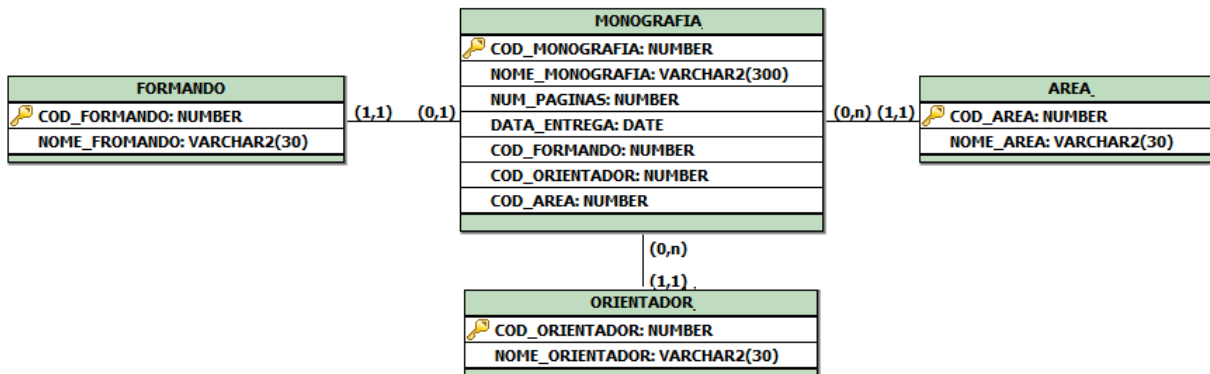 MONOGRAFIA
COD_MONOGRAFIA: NUMBER
NOME_MONOGRAFIA: VARCHAR2(300)
NUM_PAGINAS: NUMBER
DATA_ENTREGA: DATE
COD_FORMANDO: NUMBER
COD_ORIENTADOR: NUMBER
COD_AREA: NUMBER
FORMANDO
COD_FORMANDO: NUMBER
NOME_FROMANDO: VARCHAR2(30)
(1,1) (0,1)
(0,n) (1,1)
AREA
COD_AREA: NUMBER
NOME_AREA: VARCHAR2(30)
(0,n)
(1,1)
ORIENTADOR
COD_ORIENTADOR: NUMBER
NOME_ORIENTADOR: VARCHAR2(30)